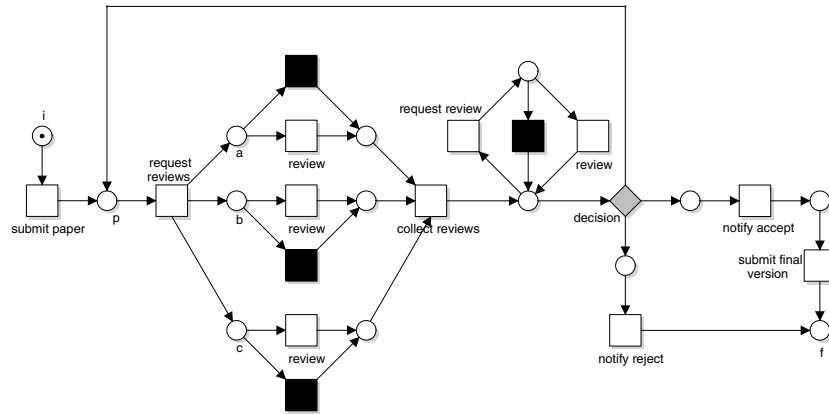 i
submit paper
p
request
reviews
a
review
b
review
c
review
collect reviews
request review
review
decision
notify accept
submit final
version
notify reject
f